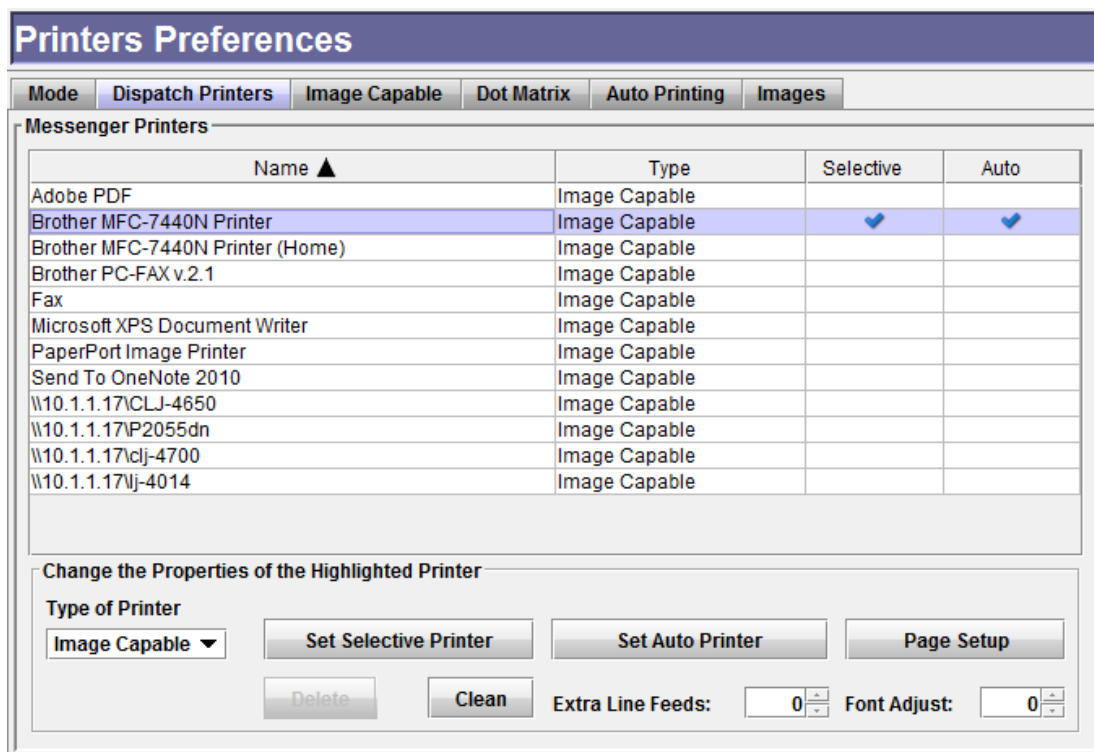 Printers Preferences
Mode Dispatch Printers Image Capable Dot Matrix Auto Printing Images
Messenger Printers
Name Type Selective Auto
Adobe PDF Image Capable
Brother MFC-7440N Printer Image Capable
Brother MFC-7440N Printer (Home) Image Capable
Brother PC-FAX v.2.1 Image Capable
Fax Image Capable
Microsoft XPS Document Writer Image Capable
PaperPort Image Printer Image Capable
Send To OneNote 2010 Image Capable
\\10.1.1.17\CLJ-4650 Image Capable
\\10.1.1.17\P2055dn Image Capable
\\10.1.1.17\clj-4700 Image Capable
\\10.1.1.17\lj-4014 Image Capable
Change the Properties of the Highlighted Printer
Type of Printer
Image Capable Set Selective Printer Set Auto Printer Page Setup
Delete Clean Extra Line Feeds: 0 Font Adjust: 0